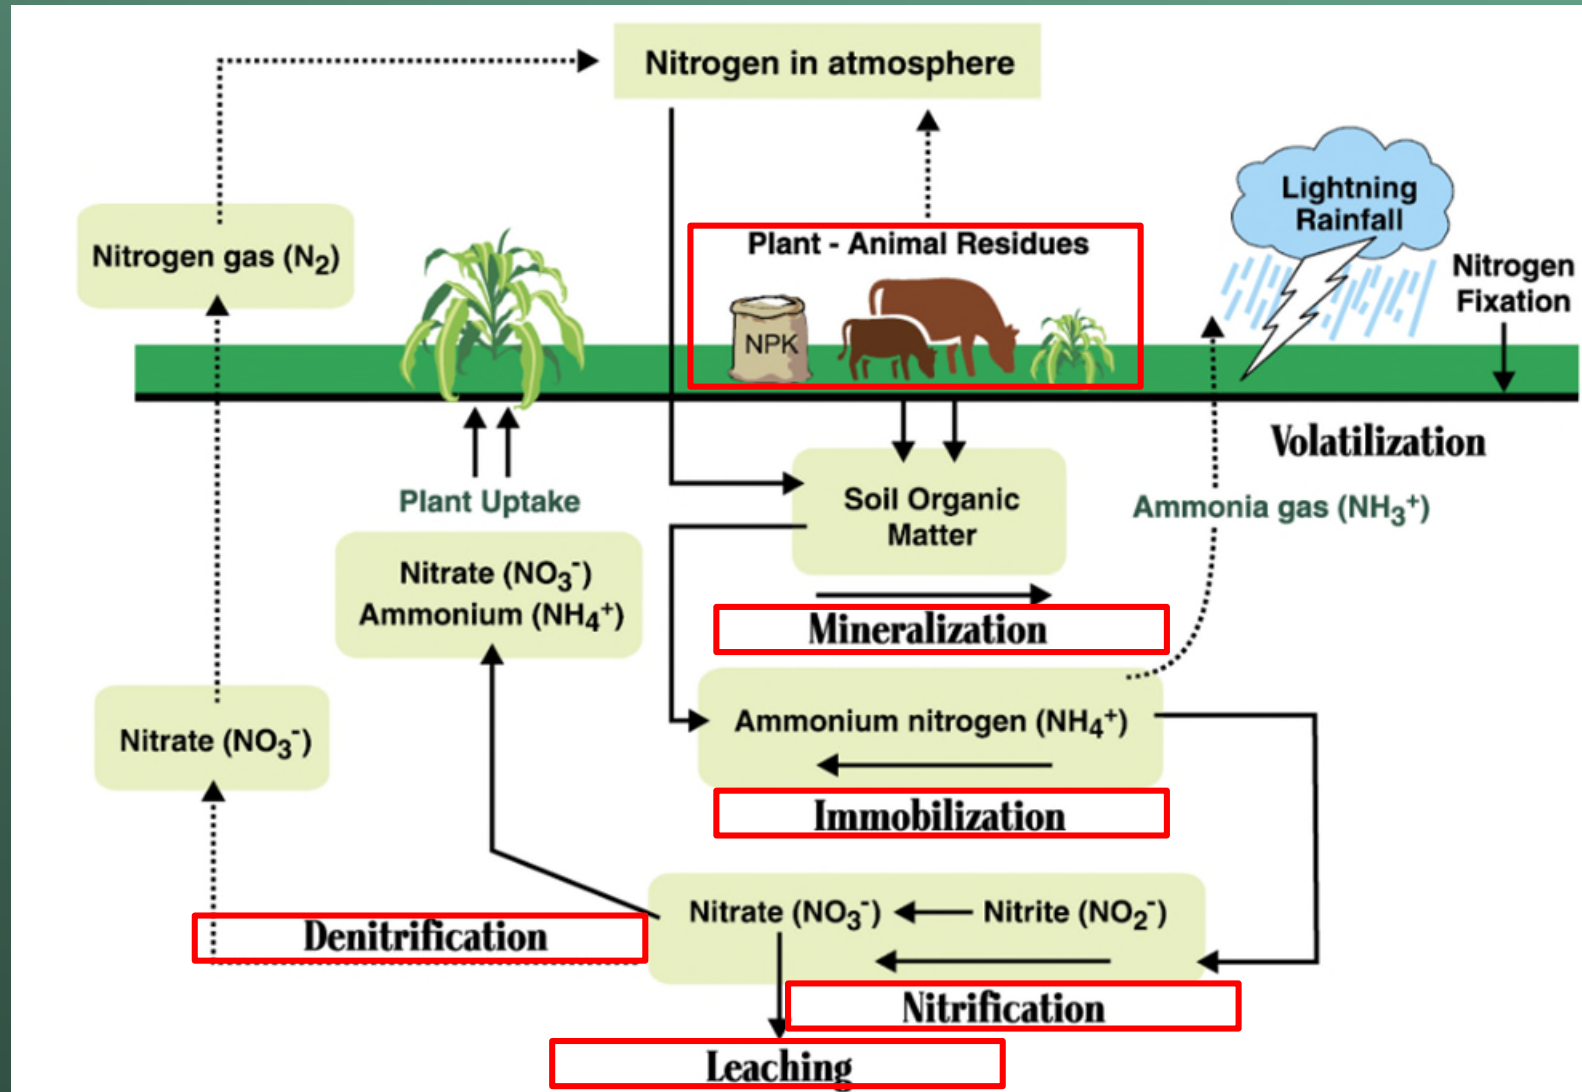 Nitrogen in atmosphere
Lightning
Rainfall
Nitrogen gas (N₂)
Plant - Animal Residues
Nitrogen
Fixation
NPK
Volatilization
Plant Uptake
Soil Organic
Matter
Ammonia gas (NH₃⁺)
Nitrate (NO₃⁻)
Ammonium (NH₄⁺)
Mineralization
Nitrate (NO₃⁻)
Ammonium nitrogen (NH₄⁺)
Immobilization
Nitrate (NO₃⁻)
Nitrite (NO₂⁻)
Denitrification
Nitrification
Leaching